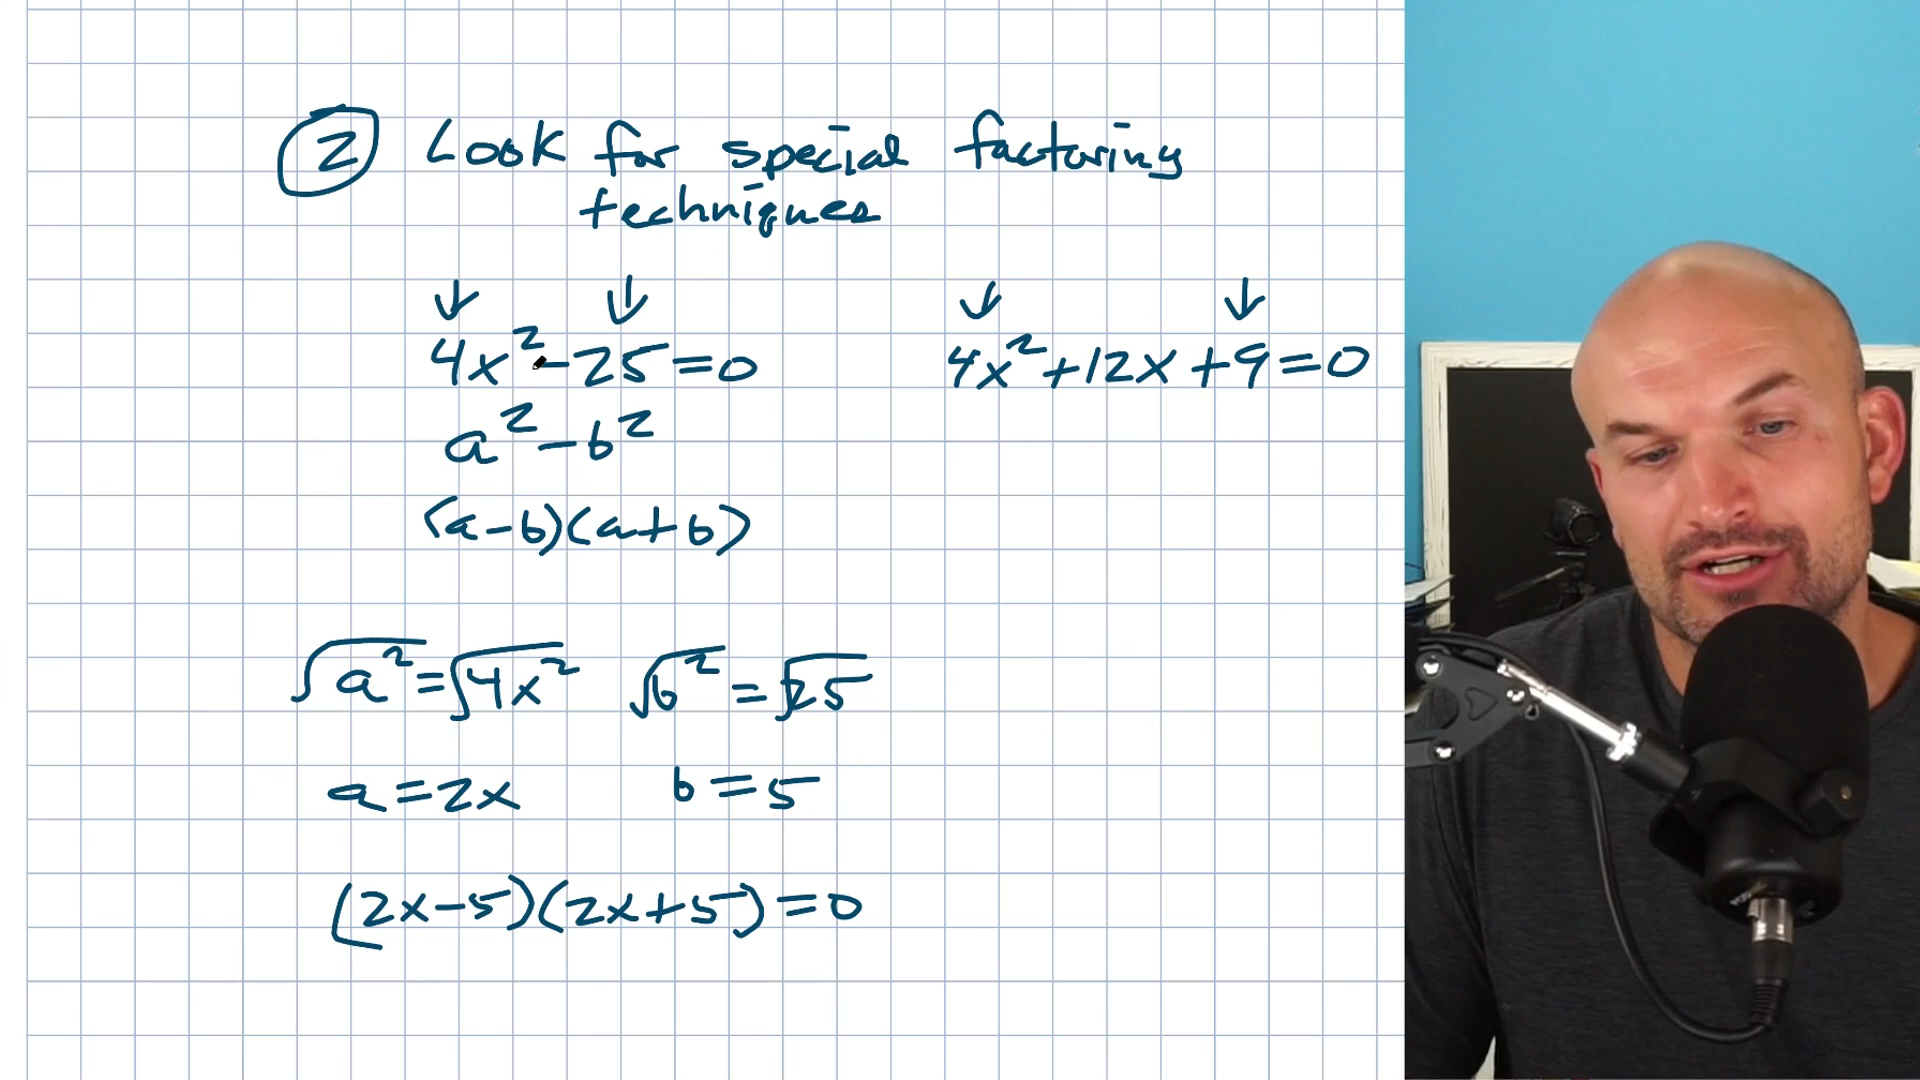 ② Look for special factoring
techniques
↓ ↓
4x²-25=0
a²-b²
(a-b)(a+b)
√a²=√4x² √b²=√25
a=2x b=5
(2x-5)(2x+5)=0
↓ ↓
4x²+12x+9=0